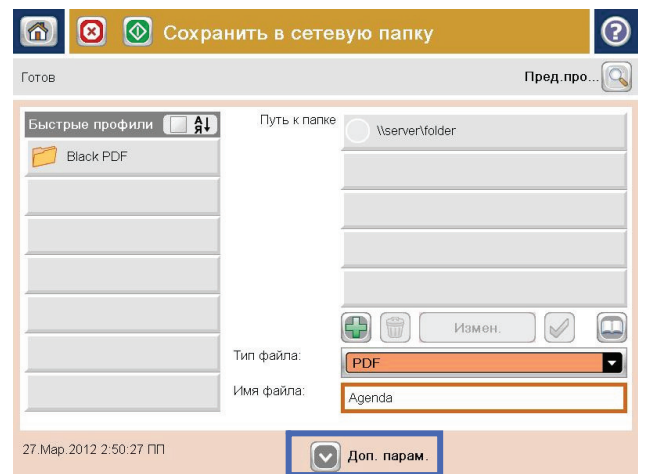 Сохранить в сетевую папку
Готов
Пред.про...
Быстрые профили
АЯ
Путь к папке
\\server\folder
Black PDF
Измен.
Тип файла:
PDF
Имя файла:
Agenda
27.Мар.2012 2:50:27 ПП
Доп. парам.